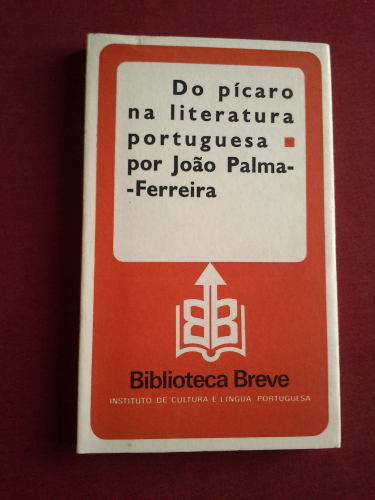 Do pícaro
na literatura
portuguesa ■
por João Palma-
-Ferreira
BB
Biblioteca Breve
INSTITUTO DE CULTURA E LÍNGUA PORTUGUESA